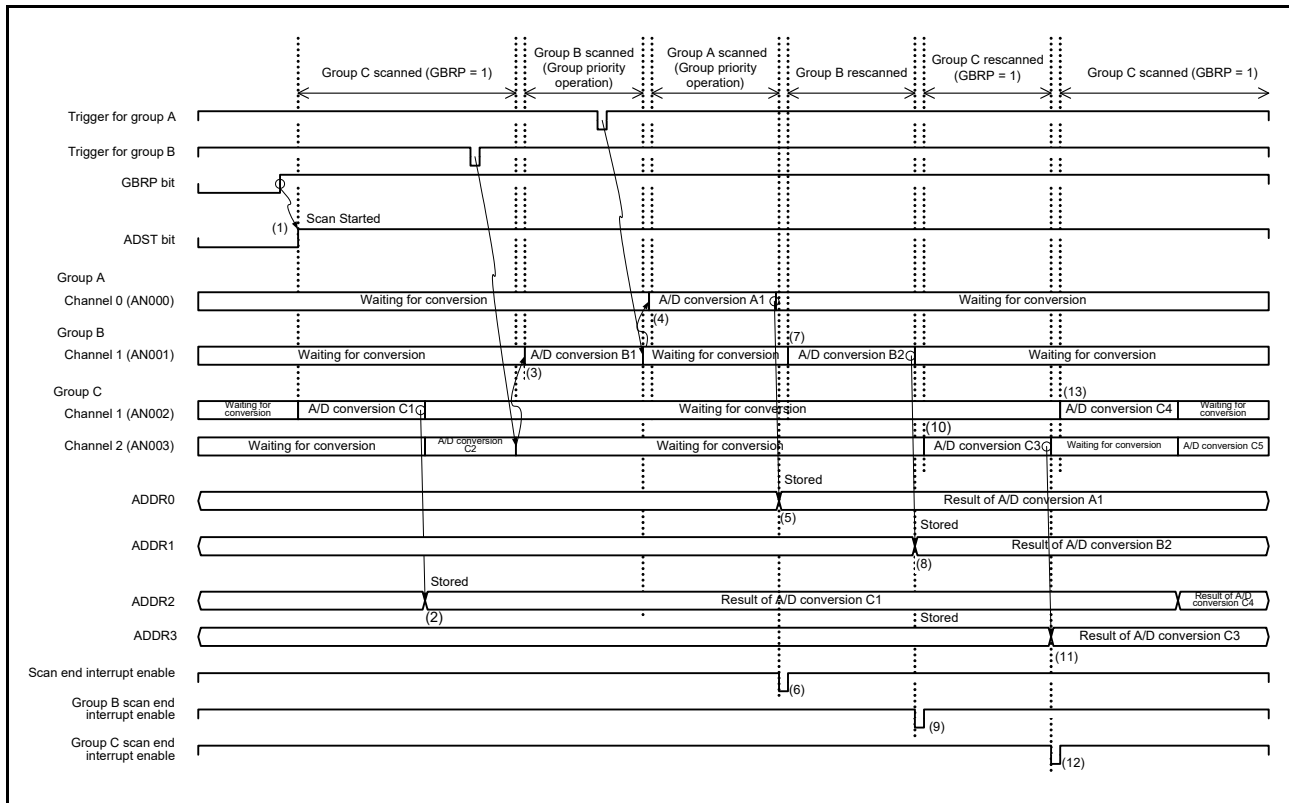 Group C scanned (GBRP = 1)
Group B scanned
(Group priority
operation)
Group A scanned
(Group priority
operation)
Group B rescanned
Group C rescanned
(GBRP = 1)
Group C scanned (GBRP = 1)
Trigger for group A
Trigger for group B
GBRP bit
(1)
Scan Started
ADST bit
Group A
Channel 0 (AN000)
Waiting for conversion
A/D conversion A1
Waiting for conversion
(4)
(7)
Group B
Channel 1 (AN001)
Waiting for conversion
A/D conversion B1
Waiting for conversion
A/D conversion B2
Waiting for conversion
(3)
Group C
(13)
Channel 1 (AN002)
Waiting for
conversion
A/D conversion C1
Waiting for conversion
A/D conversion C4
Waiting for
conversion
(10)
Channel 2 (AN003)
Waiting for conversion
A/D conversion
C2
Waiting for conversion
A/D conversion C3
Waiting for conversion
A/D conversion C5
Stored
ADDR0
Result of A/D conversion A1
(5)
Stored
ADDR1
Result of A/D conversion B2
(8)
Stored
ADDR2
Result of A/D conversion C1
Result of A/D
conversion C4
(2)
Stored
ADDR3
Result of A/D conversion C3
(11)
Scan end interrupt enable
(6)
Group B scan end
interrupt enable
(9)
Group C scan end
interrupt enable
(12)